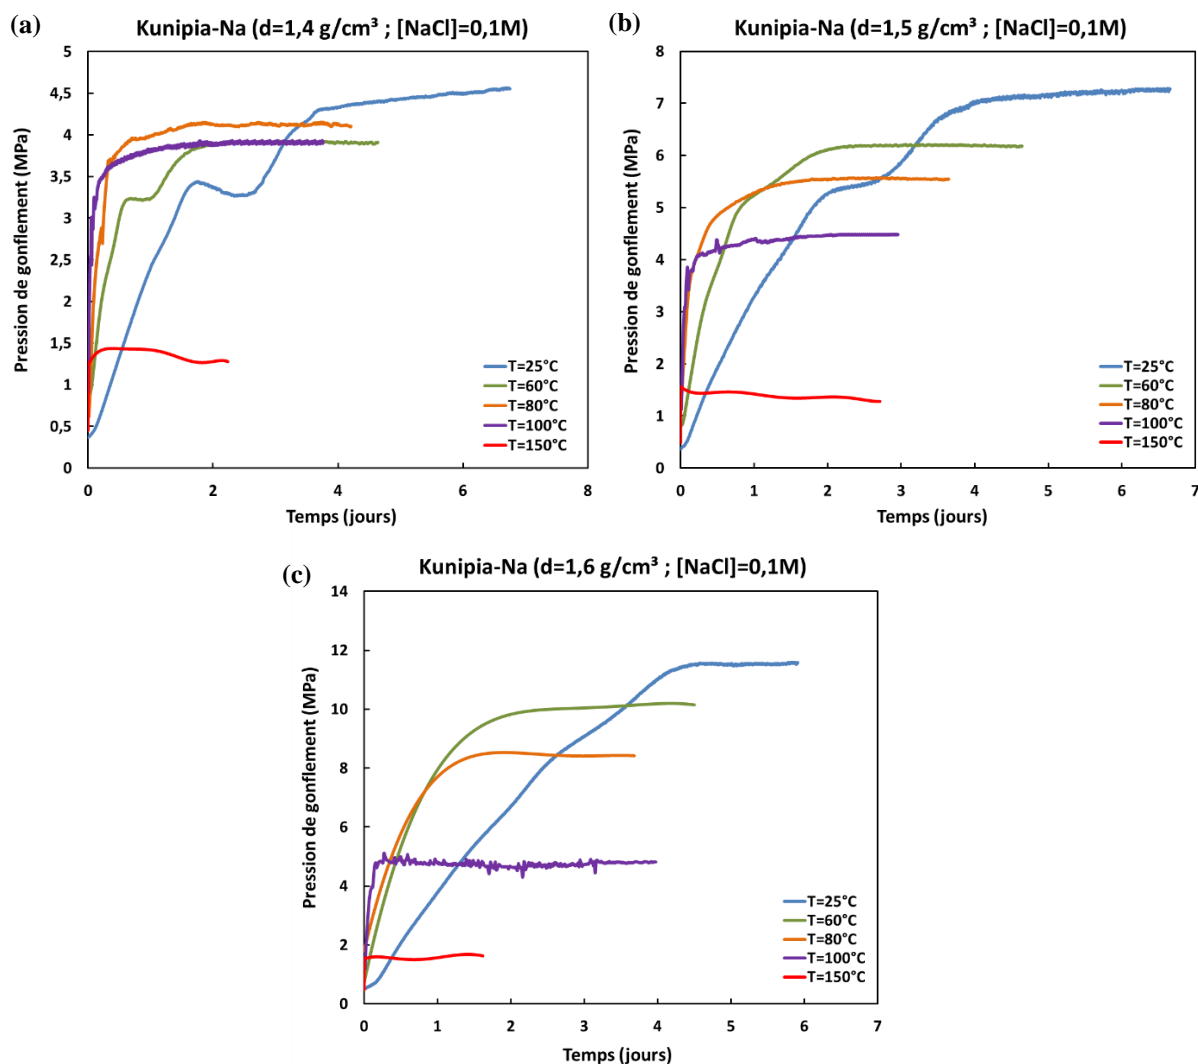 (a)
Kunipia-Na (d=1,4 g/cm³ ; [NaCl]=0,1M)
Pression de gonflement (MPa)
5
4,5
4
3,5
3
2,5
2
1,5
1
0,5
0
T=25°C
T=60°C
T=80°C
T=100°C
T=150°C
0 2 4 6 8
Temps (jours)
(b)
Kunipia-Na (d=1,5 g/cm³ ; [NaCl]=0,1M)
Pression de gonflement (MPa)
8
7
6
5
4
3
2
1
0
T=25°C
T=60°C
T=80°C
T=100°C
T=150°C
0 1 2 3 4 5 6 7
Temps (jours)
(c)
Kunipia-Na (d=1,6 g/cm³ ; [NaCl]=0,1M)
Pression de gonflement (MPa)
14
12
10
8
6
4
2
0
T=25°C
T=60°C
T=80°C
T=100°C
T=150°C
0 1 2 3 4 5 6 7
Temps (jours)